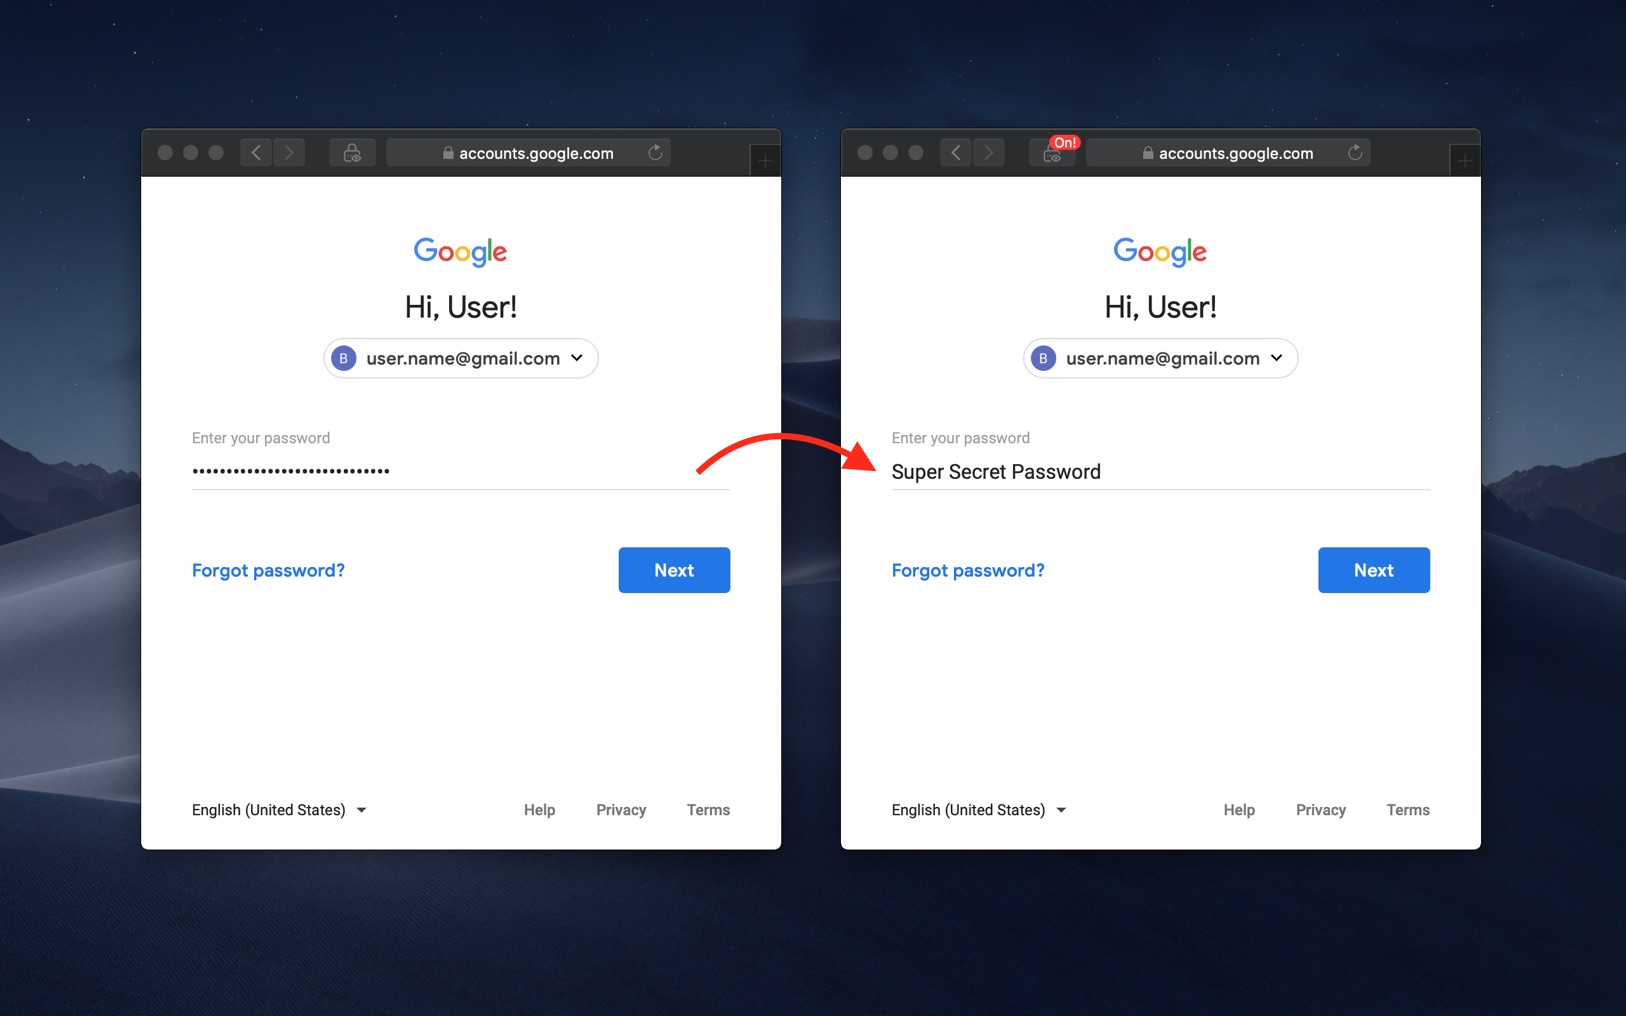 accounts.google.com
Google
Hi, User!
B user.name@gmail.com
Enter your password
••••••••••••••••••••••••••••
Forgot password?
Next
English (United States)
Help Privacy Terms
On!
accounts.google.com
Google
Hi, User!
B user.name@gmail.com
Enter your password
Super Secret Password
Forgot password?
Next
English (United States)
Help Privacy Terms